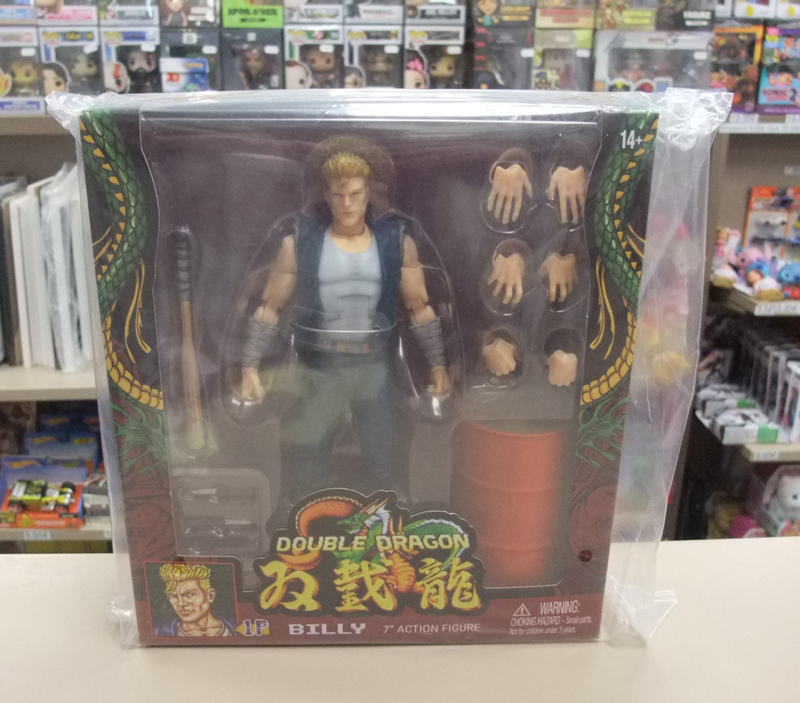 14+
DOUBLE DRAGON
双截龍
1P
BILLY
7" ACTION FIGURE
WARNING:
CHOKING HAZARD – Small parts.
Not for children under 3 years.